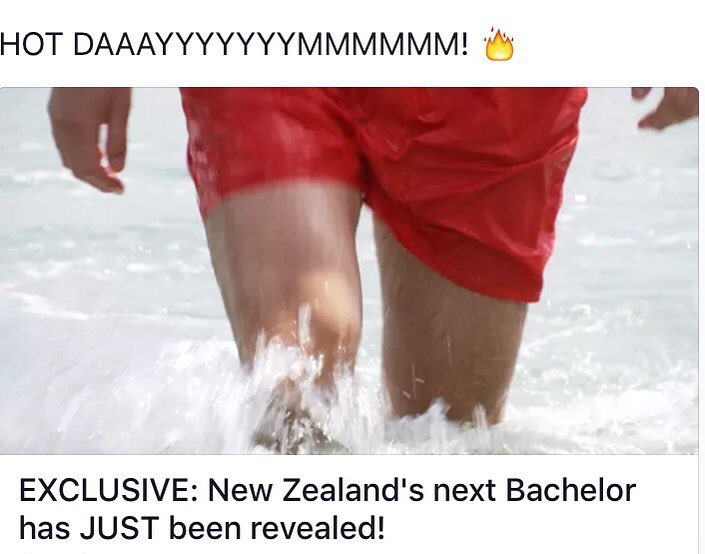 HOT DAAAYYYYYYYMMMMMM! 🔥
EXCLUSIVE: New Zealand's next Bachelor
has JUST been revealed!